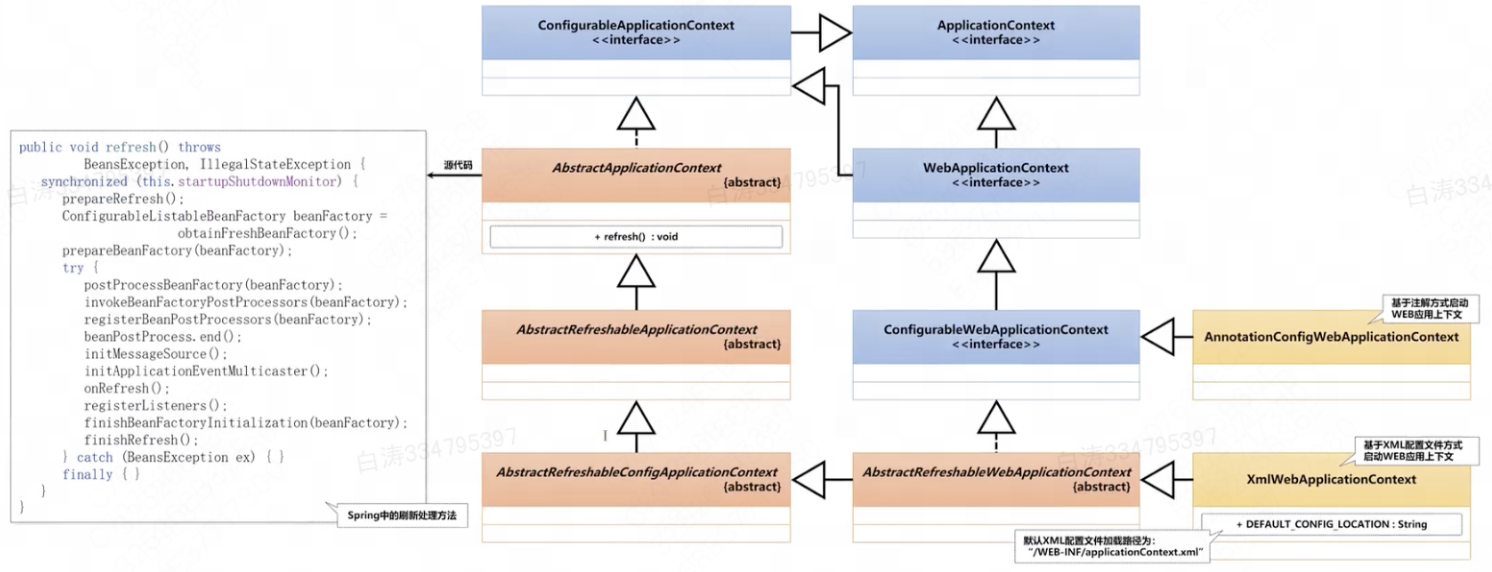 ConfigurableApplicationContext
<<interface>>
ApplicationContext
<<interface>>
public void refresh() throws
BeansException, IllegalStateException {
synchronized (this.startupShutdownMonitor) {
prepareRefresh();
ConfigurableListableBeanFactory beanFactory =
obtainFreshBeanFactory();
prepareBeanFactory(beanFactory);
try {
postProcessBeanFactory(beanFactory);
invokeBeanFactoryPostProcessors(beanFactory);
registerBeanPostProcessors(beanFactory);
beanPostProcess.end();
initMessageSource();
initApplicationEventMulticaster();
onRefresh();
registerListeners();
finishBeanFactoryInitialization(beanFactory);
finishRefresh();
} catch (BeansException ex) { }
finally { }
}
}
Spring中的刷新处理方法
源代码
AbstractApplicationContext
{abstract}
+ refresh() : void
WebApplicationContext
<<interface>>
AbstractRefreshableApplicationContext
{abstract}
ConfigurableWebApplicationContext
<<interface>>
基于注解方式启动
WEB应用上下文
AnnotationConfigWebApplicationContext
AbstractRefreshableConfigApplicationContext
{abstract}
AbstractRefreshableWebApplicationContext
{abstract}
基于XML配置文件方式
启动WEB应用上下文
XmlWebApplicationContext
+ DEFAULT_CONFIG_LOCATION : String
默认XML配置文件加载路径为：
“/WEB-INF/applicationContext.xml”
白涛334795397